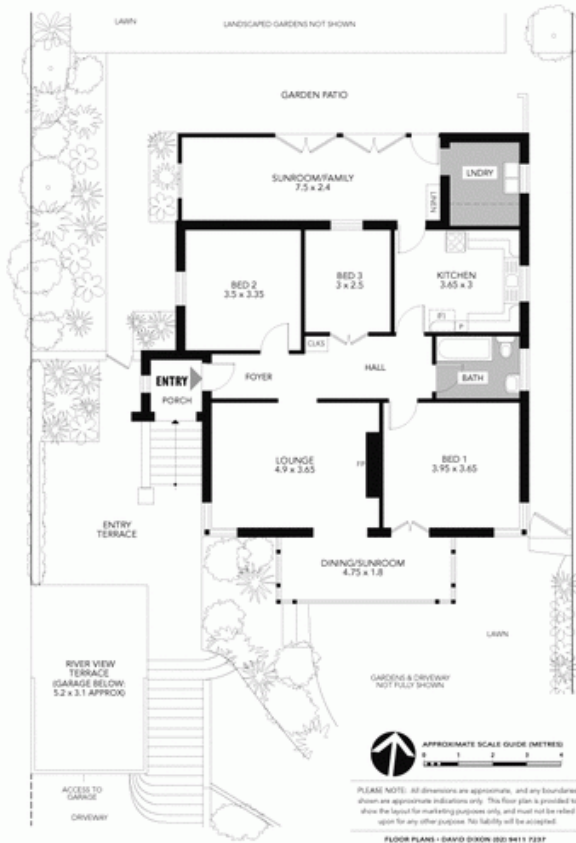 LAWN
LANDSCAPED GARDENS NOT SHOWN
GARDEN PATIO
SUNROOM/FAMILY
7.5 x 2.4
LINEN
LNDRY
BED 2
3.5 x 3.35
BED 3
3 x 2.5
KITCHEN
3.65 x 3
(F)
P
CLKS
HALL
BATH
ENTRY
PORCH
FOYER
LOUNGE
4.9 x 3.65
FP
BED 1
3.95 x 3.65
ENTRY
TERRACE
DINING/SUNROOM
4.75 x 1.8
LAWN
RIVER VIEW
TERRACE
(GARAGE BELOW:
5.2 x 3.1 APPROX)
GARDENS & DRIVEWAY
NOT FULLY SHOWN
ACCESS TO
GARAGE
DRIVEWAY
APPROXIMATE SCALE GUIDE (METRES)
0 1 2 3 4
PLEASE NOTE: All dimensions are approximate, and any boundaries
shown are approximate indications only. This floor plan is provided to
show the layout for marketing purposes only, and must not be relied
upon for any other purpose. No liability will be accepted.
FLOOR PLANS • DAVID DIXON (02) 9411 7237